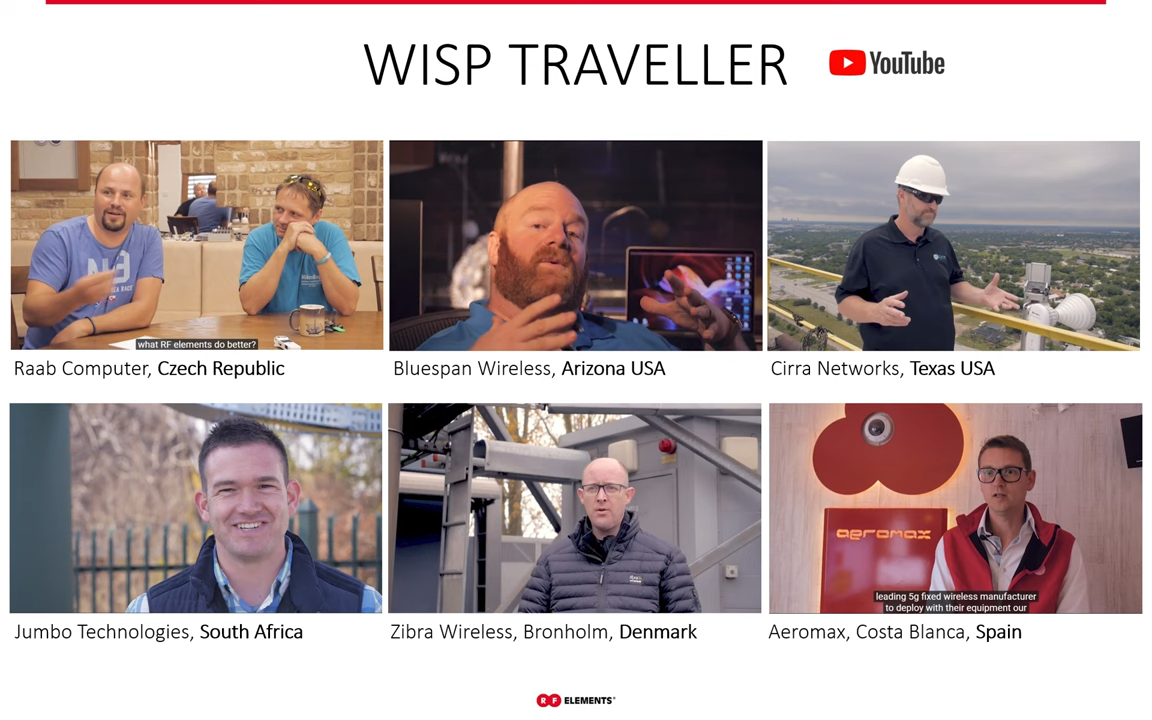 WISP TRAVELLER YouTube
what RF elements do better?
Raab Computer, Czech Republic
Bluespan Wireless, Arizona USA
Cirra Networks, Texas USA
aeromax
leading 5g fixed wireless manufacturer
to deploy with their equipment our
Jumbo Technologies, South Africa
Zibra Wireless, Bronholm, Denmark
Aeromax, Costa Blanca, Spain
RF ELEMENTS